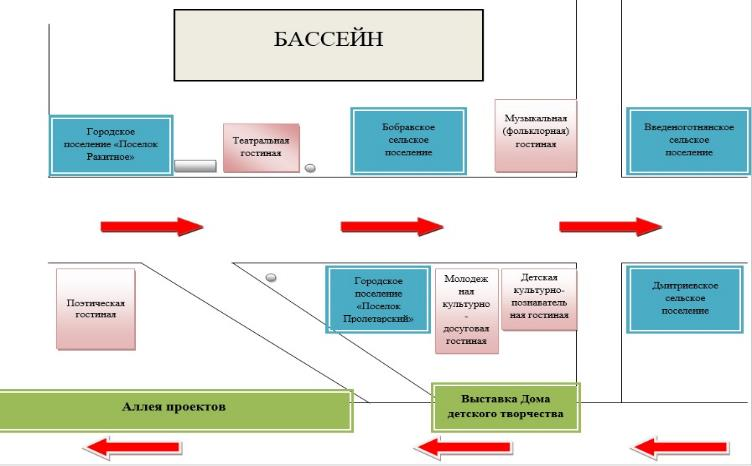 БАССЕЙН
Городское
поселение «Поселок
Ракитное»
Театральная
гостиная
Бобравское
сельское
поселение
Музыкальная
(фольклорная)
гостиная
Введеноготнянское
сельское
поселение
Поэтическая
гостиная
Городское
поселение
«Поселок
Пролетарский»
Молодеж
ная
культурно
-
досуговая
гостиная
Детская
культурно-
познаватель
ная гостиная
Дмитриевское
сельское
поселение
Аллея проектов
Выставка Дома
детского творчества